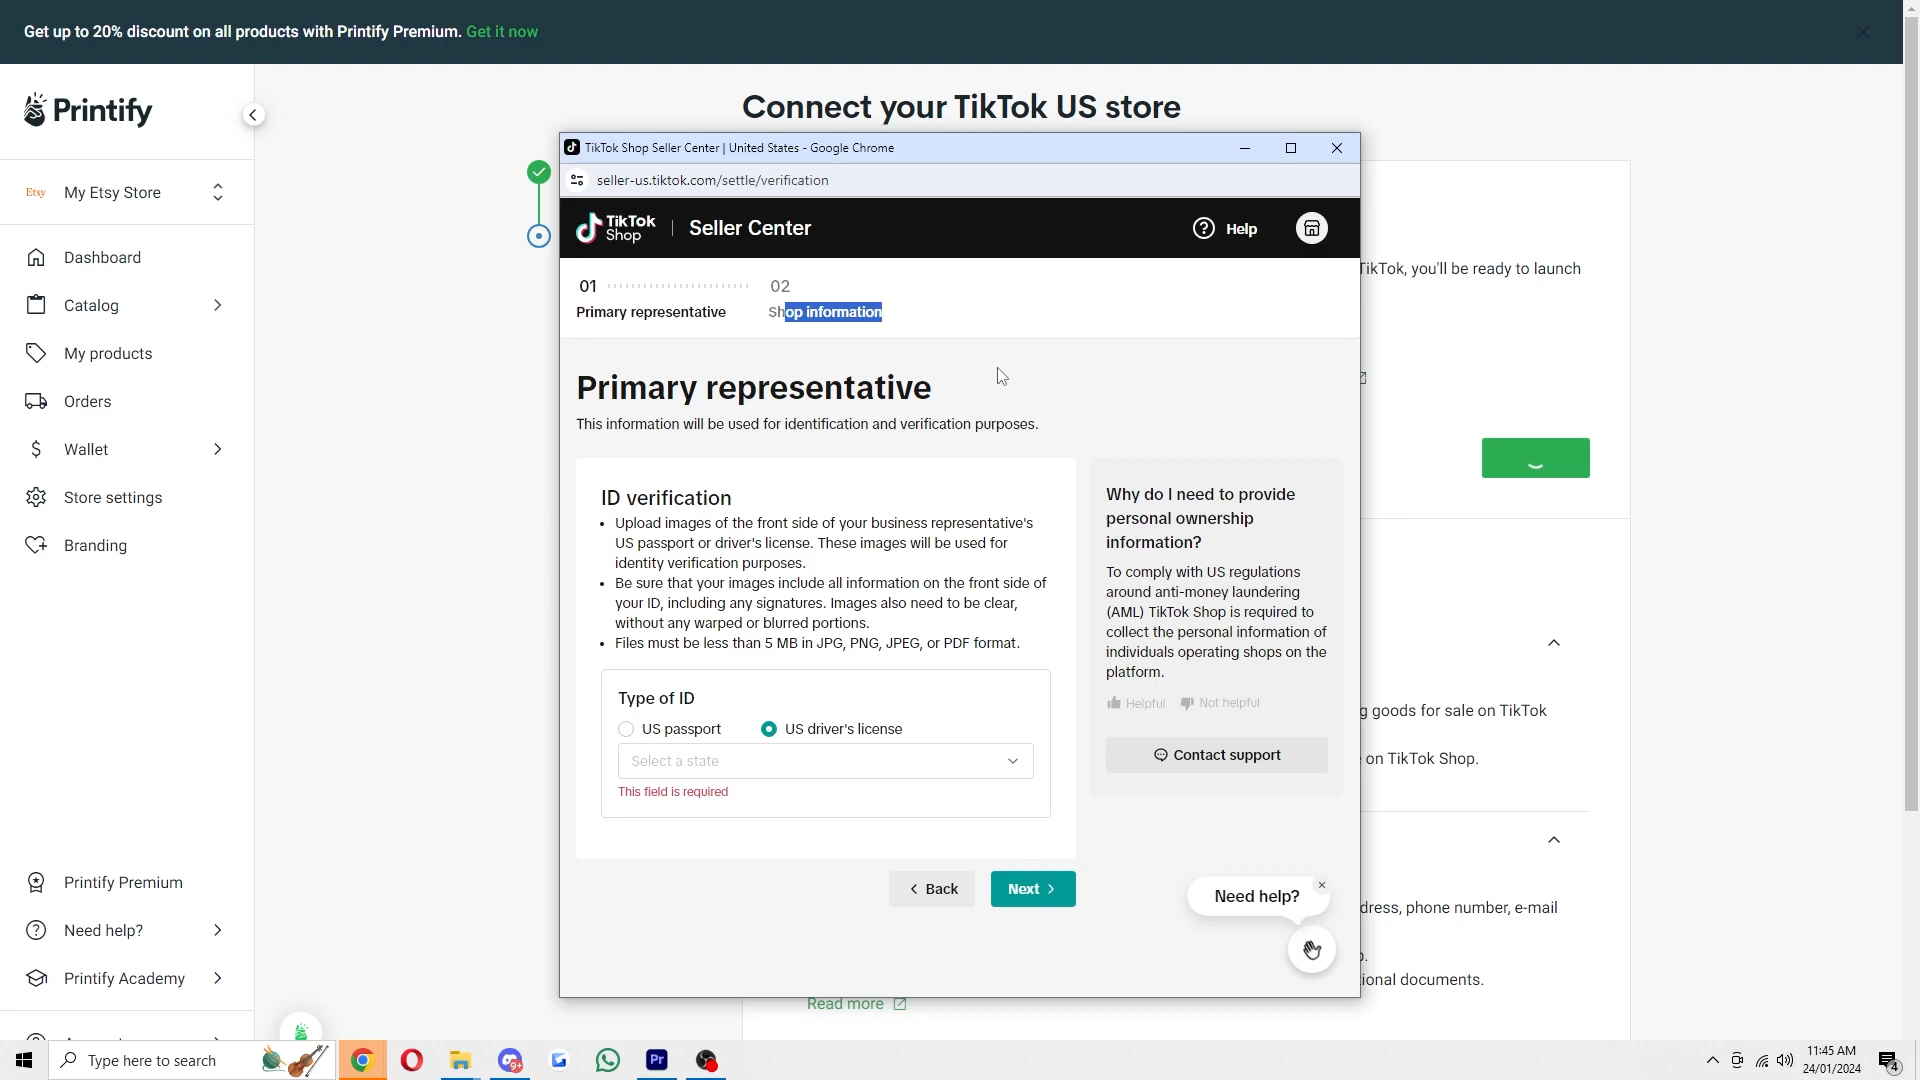 Get up to 20% discount on all products with Printify Premium. Get it now
Printify
Etsy My Etsy Store
Dashboard
Catalog
My products
Orders
Wallet
Store settings
Branding
Printify Premium
Need help?
Printify Academy
Connect your TikTok US store
TikTok, you'll be ready to launch
g goods for sale on TikTok
on TikTok Shop.
dress, phone number, e-mail
ional documents.
Read more
TikTok Shop Seller Center | United States - Google Chrome
seller-us.tiktok.com/settle/verification
TikTok
Shop
Seller Center
Help
01 02
Primary representative Shop information
Primary representative
This information will be used for identification and verification purposes.
ID verification
• Upload images of the front side of your business representative's
US passport or driver's license. These images will be used for
identity verification purposes.
• Be sure that your images include all information on the front side of
your ID, including any signatures. Images also need to be clear,
without any warped or blurred portions.
• Files must be less than 5 MB in JPG, PNG, JPEG, or PDF format.
Type of ID
US passport US driver's license
Select a state
This field is required
Back Next
Why do I need to provide
personal ownership
information?
To comply with US regulations
around anti-money laundering
(AML) TikTok Shop is required to
collect the personal information of
individuals operating shops on the
platform.
Helpful Not helpful
Contact support
Need help?
Type here to search
9+
Pr
11:45 AM
24/01/2024
4